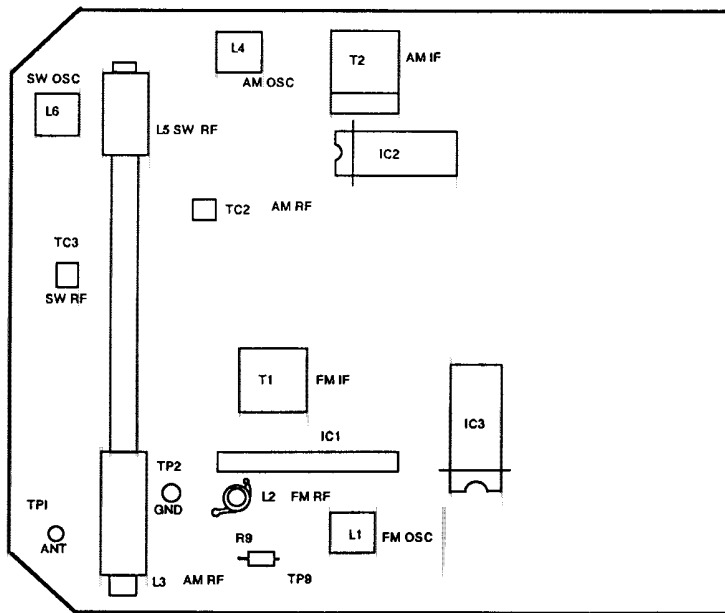 L4
T2
AM IF
SW OSC
AM OSC
L6
L5 SW RF
IC2
TC2 AM RF
TC3
SW RF
T1
FM IF
IC3
IC1
TP2
TP1
L2 FM RF
GND
L1
FM OSC
R9
ANT
L3 AM RF
TP9